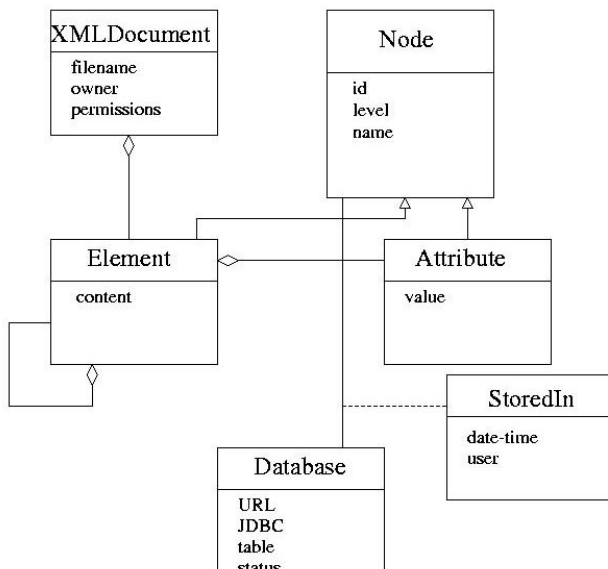 XMLDocument
filename
owner
permissions
Node
id
level
name
Element
content
Attribute
value
StoredIn
date-time
user
Database
URL
JDBC
table
status